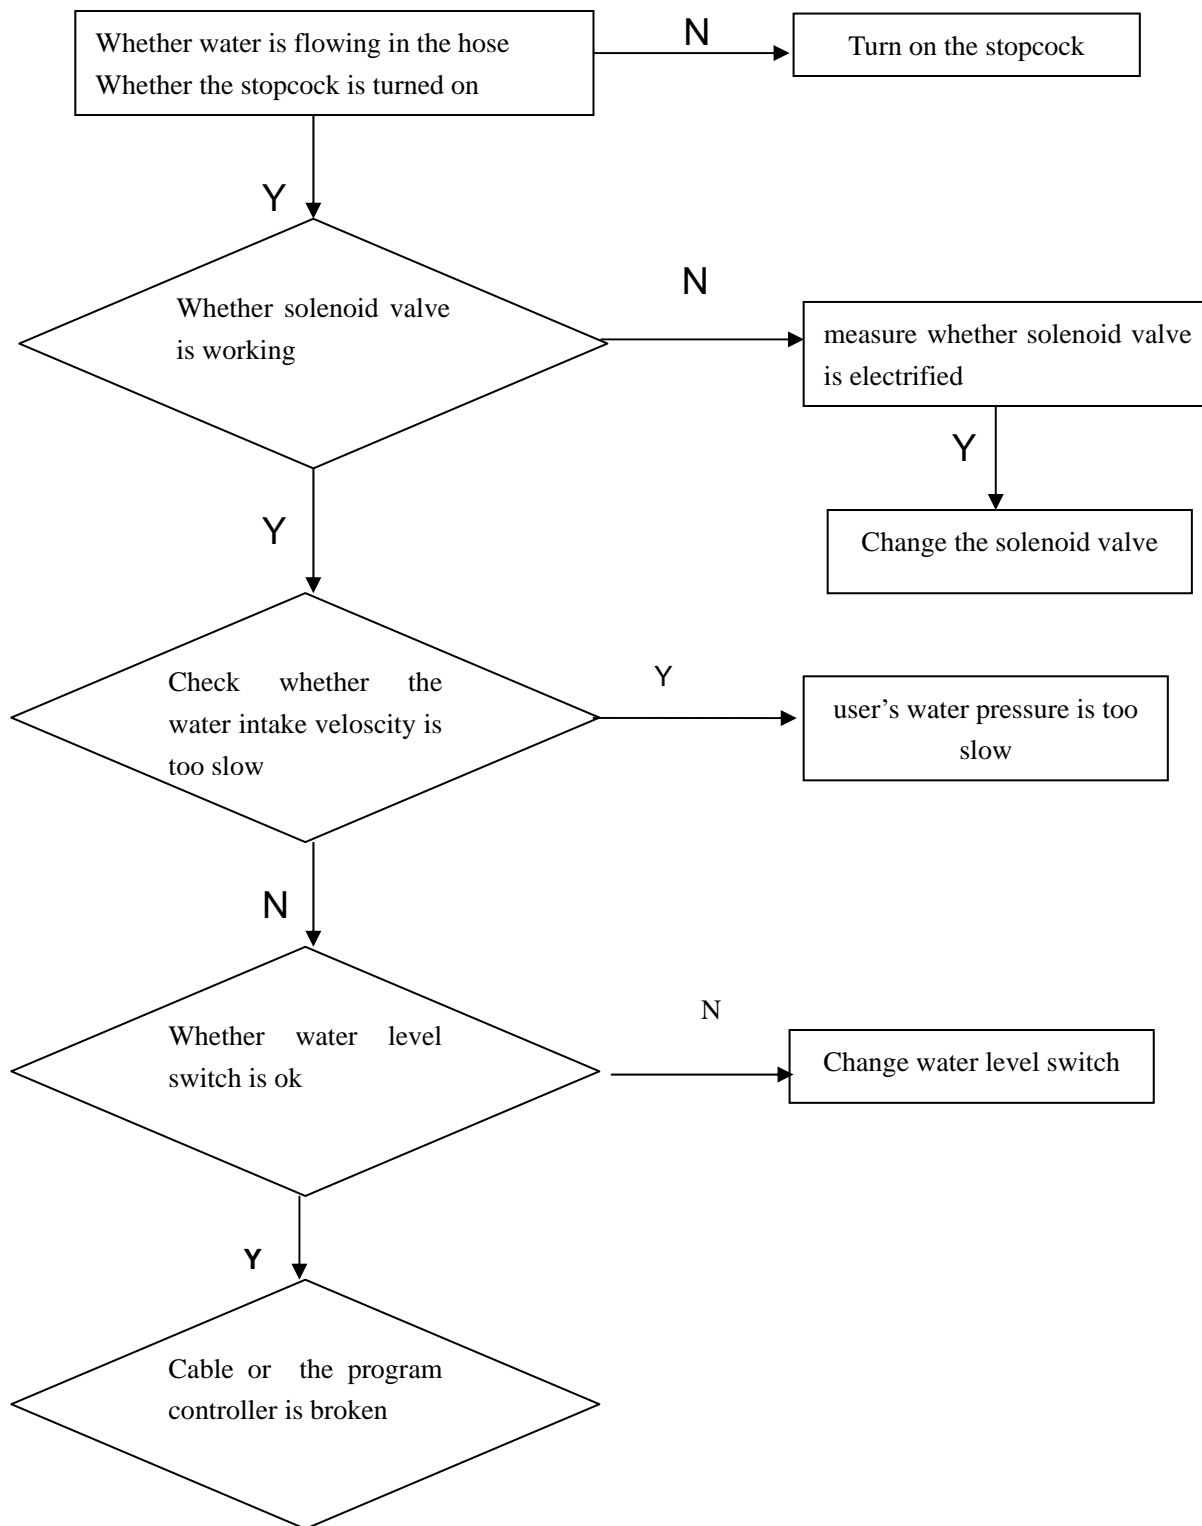 Whether water is flowing in the hose
Whether the stopcock is turned on
N
Turn on the stopcock
Y
Whether solenoid valve
is working
N
measure whether solenoid valve
is electrified
Y
Change the solenoid valve
Y
Check whether the
water intake veloscity is
too slow
Y
user’s water pressure is too
slow
N
Whether water level
switch is ok
N
Change water level switch
Y
Cable or the program
controller is broken